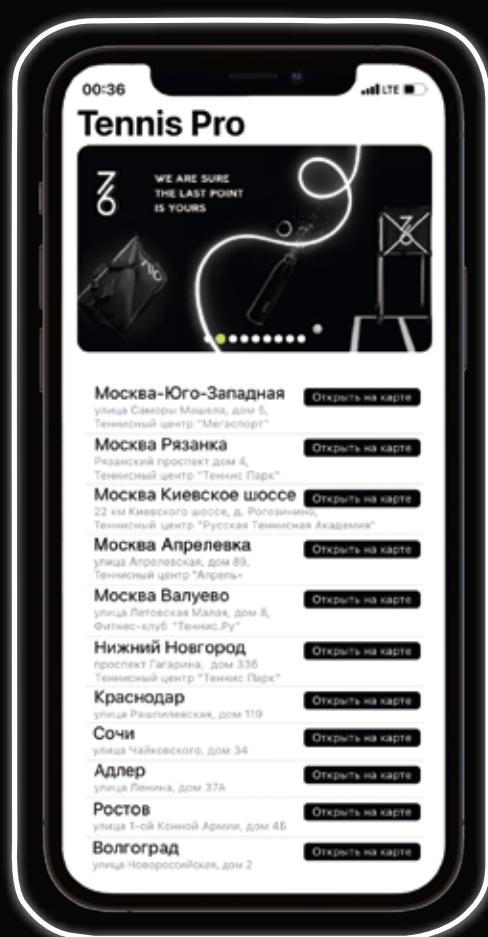 00:36
LTE
Tennis Pro
7/6
WE ARE SURE
THE LAST POINT
IS YOURS
7/6
Москва-Юго-Западная
Открыть на карте
улица Саморы Машела, дом 5,
Теннисный центр "Мегаспорт"
Москва Рязанка
Открыть на карте
Рязанский проспект дом 4,
Теннисный центр "Теннис Парк"
Москва Киевское шоссе
Открыть на карте
22 км Киевского шоссе, д. Рогозинино,
Теннисный центр "Русская Теннисная Академия"
Москва Апрелевка
Открыть на карте
улица Апрелевская, дом 89,
Теннисный центр "Апрель»
Москва Валуево
Открыть на карте
улица Летовская Малая, дом 8,
Фитнес-клуб "Теннис.Ру"
Нижний Новгород
Открыть на карте
проспект Гагарина, дом 33б
Теннисный центр "Теннис Парк"
Краснодар
Открыть на карте
улица Рашпилевская, дом 119
Сочи
Открыть на карте
улица Чайковского, дом 34
Адлер
Открыть на карте
улица Ленина, дом 37А
Ростов
Открыть на карте
улица 1-ой Конной Армии, дом 4Б
Волгоград
Открыть на карте
улица Новороссийская, дом 2